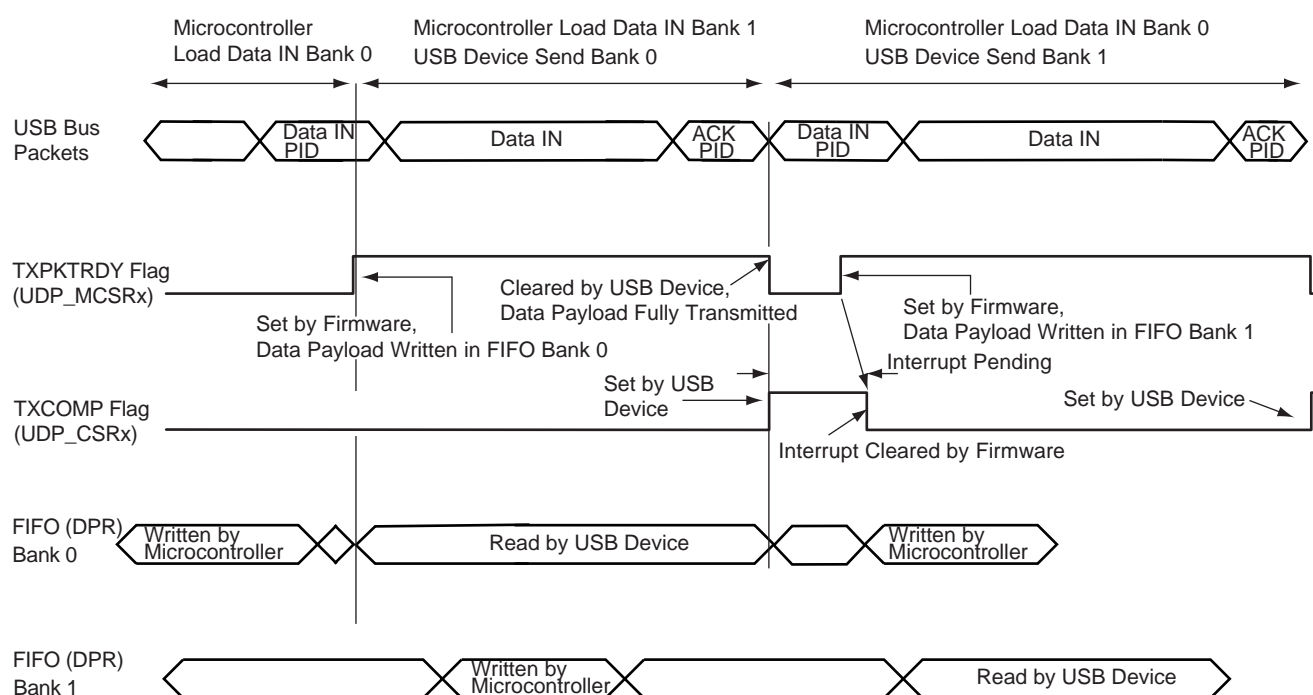 Microcontroller
Load Data IN Bank 0
Microcontroller Load Data IN Bank 1
USB Device Send Bank 0
Microcontroller Load Data IN Bank 0
USB Device Send Bank 1
USB Bus
Packets
Data IN
PID
Data IN
ACK
PID
Data IN
PID
Data IN
ACK
PID
TXPKTRDY Flag
(UDP_MCSRx)
Set by Firmware,
Data Payload Written in FIFO Bank 0
Cleared by USB Device,
Data Payload Fully Transmitted
Set by Firmware,
Data Payload Written in FIFO Bank 1
Interrupt Pending
TXCOMP Flag
(UDP_CSRx)
Set by USB
Device
Set by USB Device
Interrupt Cleared by Firmware
FIFO (DPR)
Bank 0
Written by
Microcontroller
Read by USB Device
Written by
Microcontroller
FIFO (DPR)
Bank 1
Written by
Microcontroller
Read by USB Device